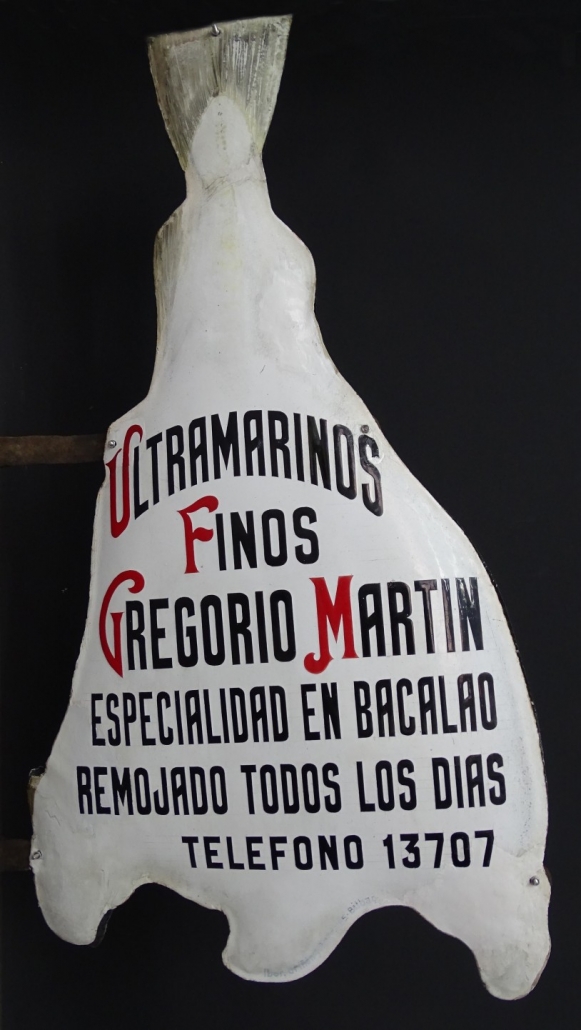 ULTRAMARINOS
FINOS
GREGORIO MARTIN
ESPECIALIDAD EN BACALAO
REMOJADO TODOS LOS DIAS
TELEFONO 13707